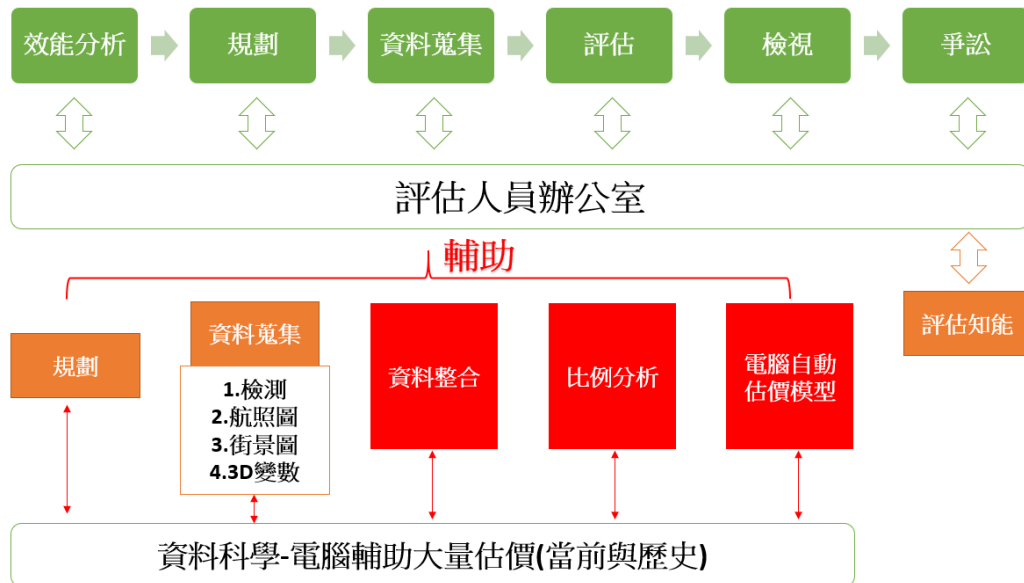 效能分析
規劃
資料蒐集
評估
檢視
爭訟
評估人員辦公室
輔助
規劃
資料蒐集
1.檢測
2.航照圖
3.街景圖
4.3D變數
資料整合
比例分析
電腦自動
估價模型
評估知能
資料科學-電腦輔助大量估價(當前與歷史)